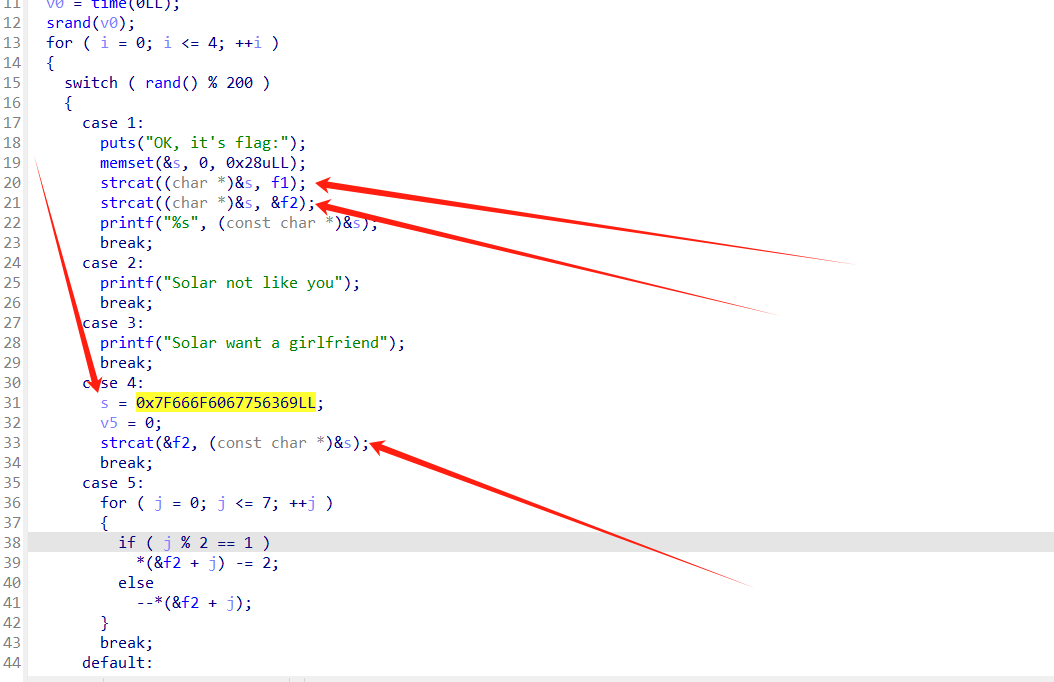 11 v0 = time(0LL);
12 srand(v0);
13 for ( i = 0; i <= 4; ++i )
14 {
15 switch ( rand() % 200 )
16 {
17 case 1:
18 puts("OK, it's flag:");
19 memset(&s, 0, 0x28uLL);
20 strcat((char *)&s, f1);
21 strcat((char *)&s, &f2);
22 printf("%s", (const char *)&s);
23 break;
24 case 2:
25 printf("Solar not like you");
26 break;
27 case 3:
28 printf("Solar want a girlfriend");
29 break;
30 case 4:
31 s = 0x7F666F6067756369LL;
32 v5 = 0;
33 strcat(&f2, (const char *)&s);
34 break;
35 case 5:
36 for ( j = 0; j <= 7; ++j )
37 {
38 if ( j % 2 == 1 )
39 *(&f2 + j) -= 2;
40 else
41 --*(&f2 + j);
42 }
43 break;
44 default: